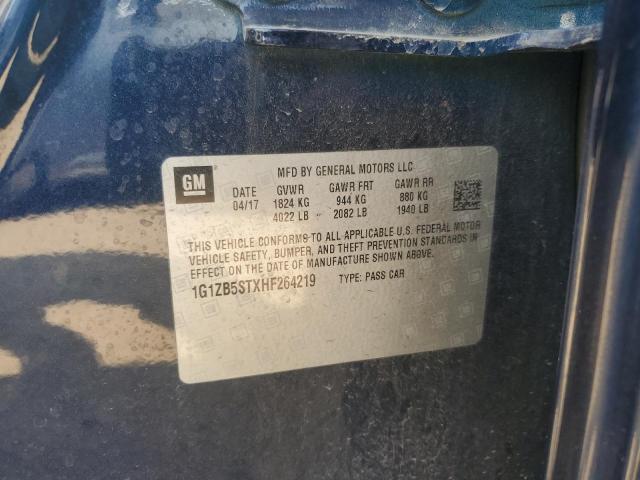 GM
MFD BY GENERAL MOTORS LLC
DATE GVWR GAWR FRT GAWR RR
04/17 1824 KG 944 KG 880 KG
4022 LB 2082 LB 1940 LB
THIS VEHICLE CONFORMS TO ALL APPLICABLE U.S. FEDERAL MOTOR
VEHICLE SAFETY, BUMPER, AND THEFT PREVENTION STANDARDS IN
EFFECT ON THE DATE OF MANUFACTURE SHOWN ABOVE.
1G1ZB5STXHF264219 TYPE: PASS CAR